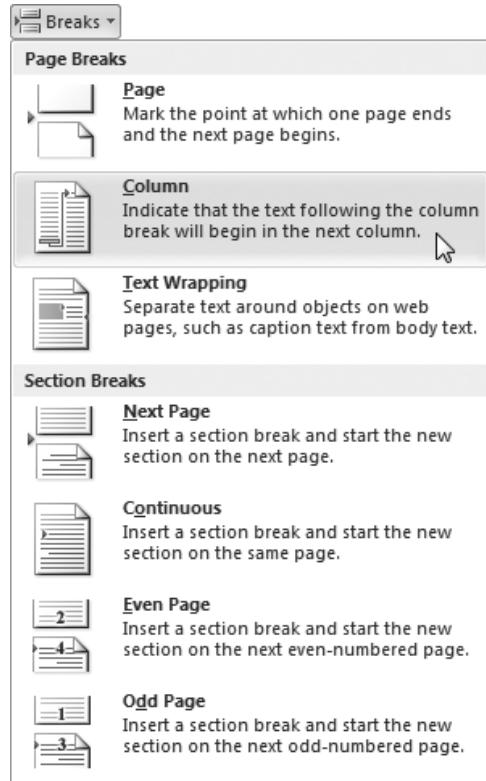 Breaks
Page Breaks
Page
Mark the point at which one page ends
and the next page begins.
Column
Indicate that the text following the column
break will begin in the next column.
Text Wrapping
Separate text around objects on web
pages, such as caption text from body text.
Section Breaks
Next Page
Insert a section break and start the new
section on the next page.
Continuous
Insert a section break and start the new
section on the same page.
2
Even Page
Insert a section break and start the new
4
section on the next even-numbered page.
1
Odd Page
Insert a section break and start the new
3
section on the next odd-numbered page.